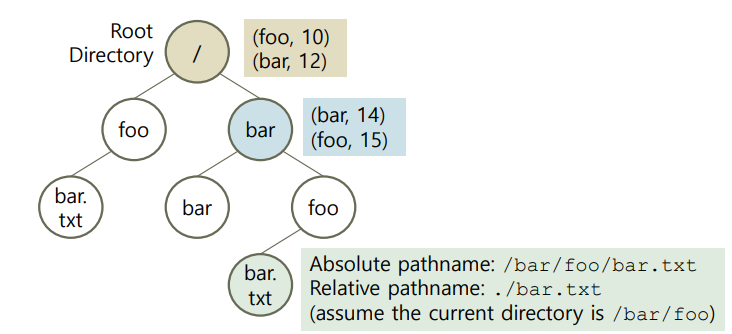 Root
Directory
/
(foo, 10)
(bar, 12)
foo
bar
(bar, 14)
(foo, 15)
bar.
txt
bar
foo
bar.
txt
Absolute pathname: /bar/foo/bar.txt
Relative pathname: ./bar.txt
(assume the current directory is /bar/foo)